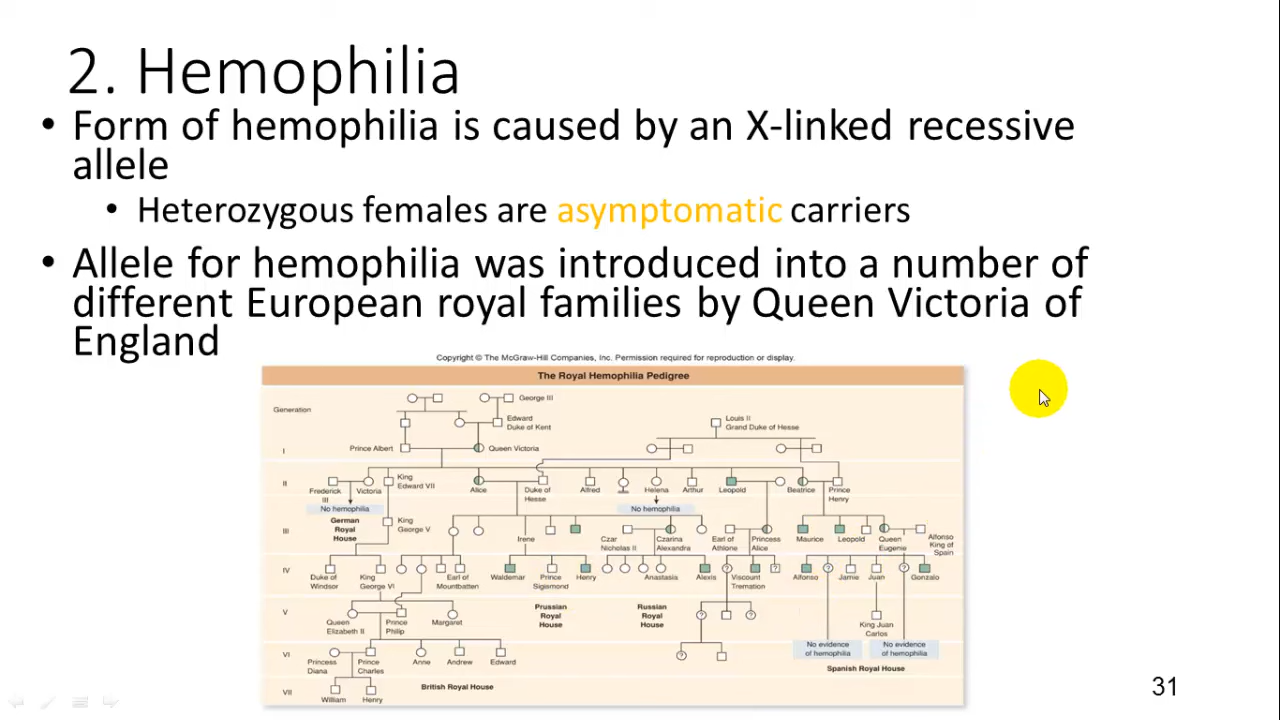 2. Hemophilia
• Form of hemophilia is caused by an X-linked recessive
allele
• Heterozygous females are asymptomatic carriers
• Allele for hemophilia was introduced into a number of
different European royal families by Queen Victoria of
England
Copyright © The McGraw-Hill Companies, Inc. Permission required for reproduction or display.
The Royal Hemophilia Pedigree
Generation
George III
Edward
Duke of Kent
Louis II
Grand Duke of Hesse
I
Prince Albert
Queen Victoria
II
Frederick
III
Victoria
King
Edward VII
Alice
Duke of
Hesse
Alfred
Helena
Arthur
Leopold
Beatrice
Prince
Henry
No hemophilia
No hemophilia
German
Royal
House
III
King
George V
Irene
Czar
Nicholas II
Czarina
Alexandra
Earl of
Athlone
Princess
Alice
Maurice
Leopold
Queen
Eugenie
Alfonso
King of
Spain
IV
Duke of
Windsor
King
George VI
Earl of
Mountbatten
Waldemar
Prince
Sigismond
Henry
Anastasia
Alexis
?
Viscount
Tremation
?
Alfonso
?
Jamie
Juan
?
Gonzalo
V
Queen
Elizabeth II
Prince
Philip
Margaret
Prussian
Royal
House
Russian
Royal
House
?
?
King Juan
Carlos
VI
Princess
Diana
Prince
Charles
Anne
Andrew
Edward
?
No evidence
of hemophilia
No evidence
of hemophilia
Spanish Royal House
VII
William
Henry
British Royal House
31